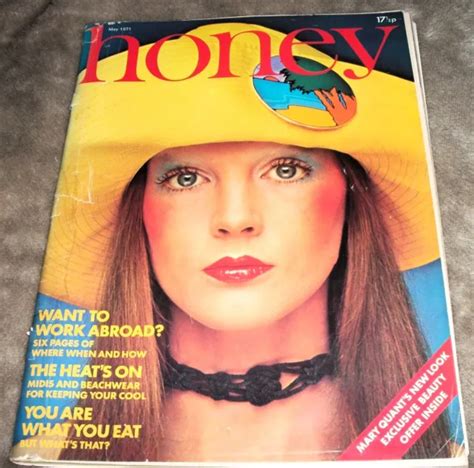 May 1971
17½p
honey
WANT TO
WORK ABROAD?
SIX PAGES OF
WHERE WHEN AND HOW
THE HEAT'S ON
MIDIS AND BEACHWEAR
FOR KEEPING YOUR COOL
YOU ARE
WHAT YOU EAT
BUT WHAT'S THAT?
MARY QUANT'S NEW LOOK
EXCLUSIVE BEAUTY
OFFER INSIDE